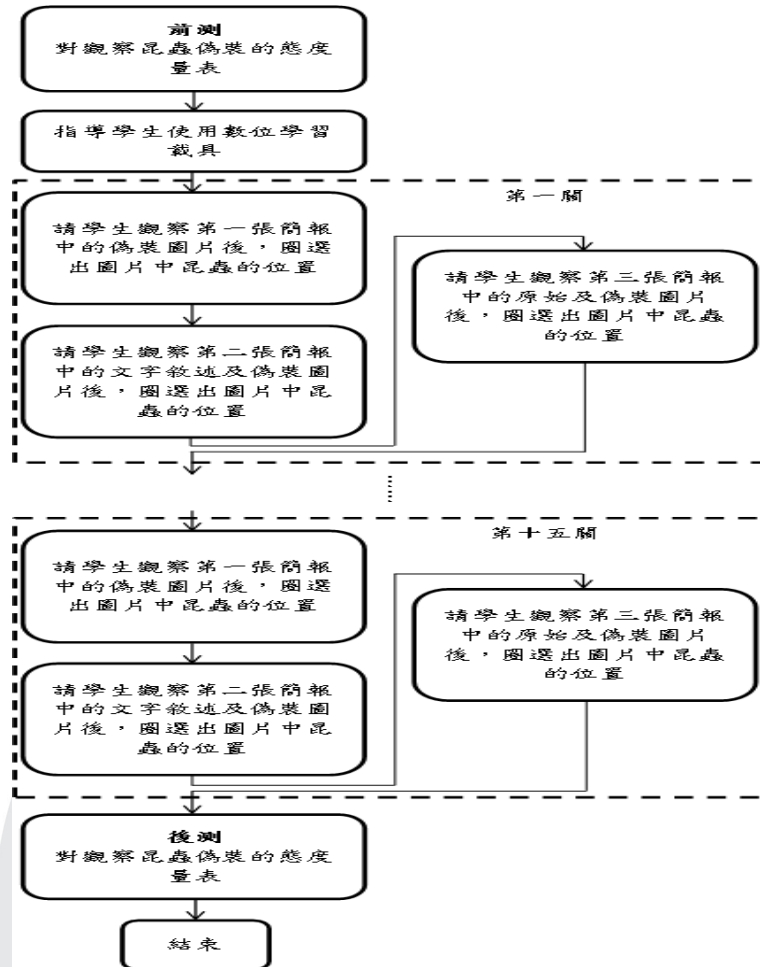 前測
對觀察昆蟲偽裝的態度
量表
指導學生使用數位學習
載具
第一關
請學生觀察第一張簡報
中的偽裝圖片後，圈選
出圖片中昆蟲的位置
請學生觀察第二張簡報
中的文字敘述及偽裝圖
片後，圈選出圖片中昆
蟲的位置
請學生觀察第三張簡報
中的原始及偽裝圖片
後，圈選出圖片中昆蟲
的位置
第十五關
請學生觀察第一張簡報
中的偽裝圖片後，圈選
出圖片中昆蟲的位置
請學生觀察第二張簡報
中的文字敘述及偽裝圖
片後，圈選出圖片中昆
蟲的位置
請學生觀察第三張簡報
中的原始及偽裝圖片
後，圈選出圖片中昆蟲
的位置
後測
對觀察昆蟲偽裝的態度
量表
結束